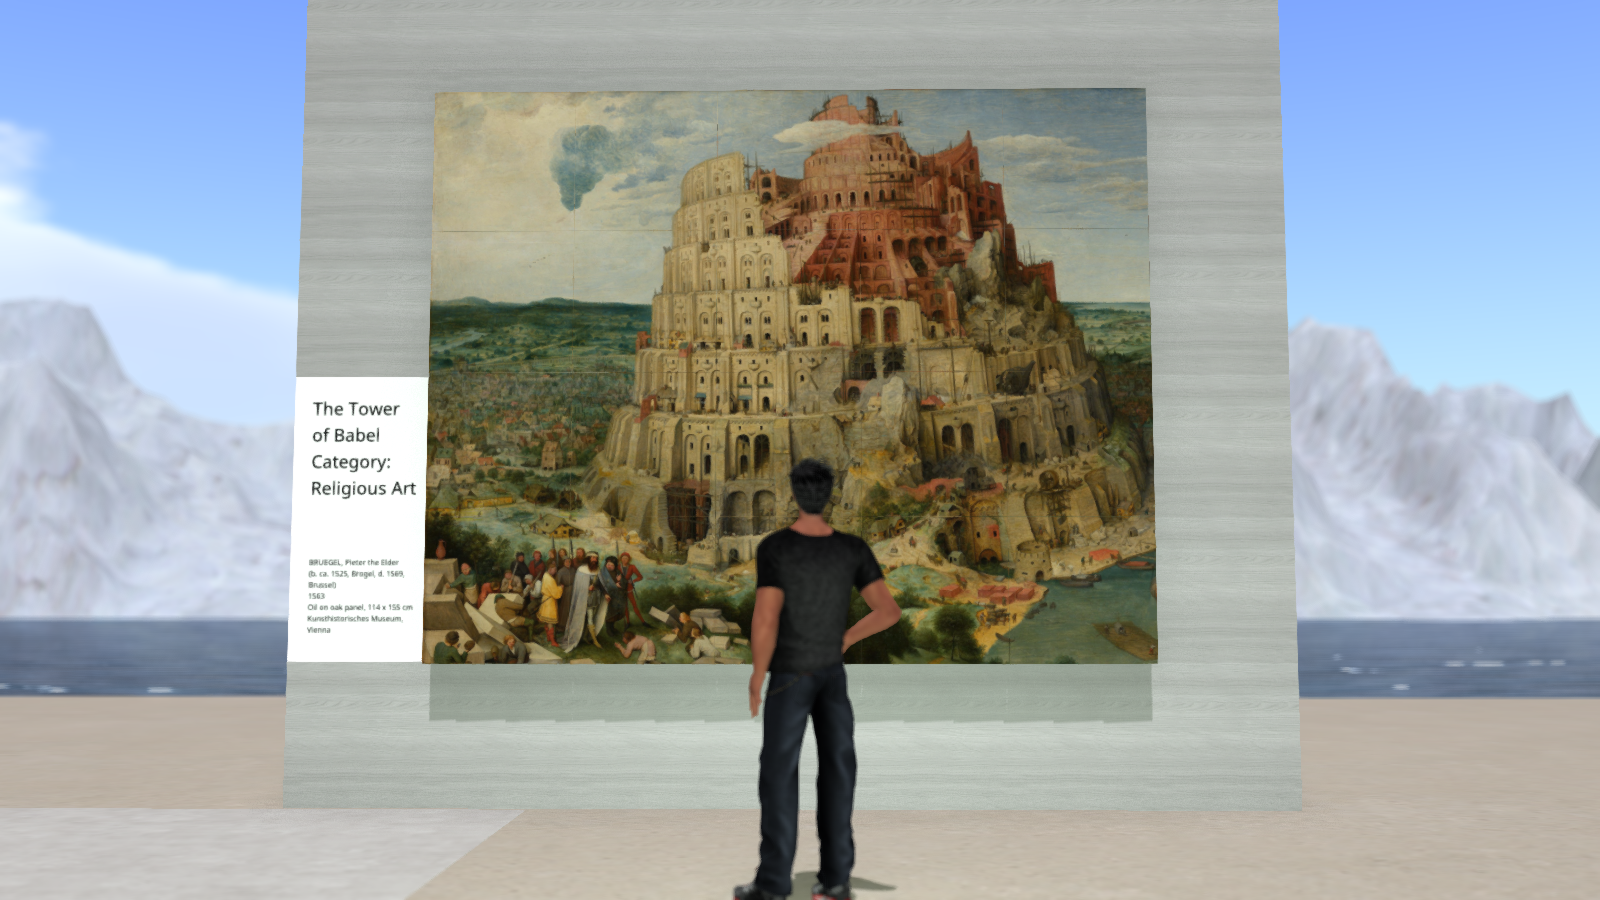 The Tower
of Babel
Category:
Religious Art
BRUEGEL, Pieter the Elder
(b. ca. 1525, Brogel, d. 1569,
Brussel)
1563
Oil on oak panel, 114 x 155 cm
Kunsthistorisches Museum,
Vienna